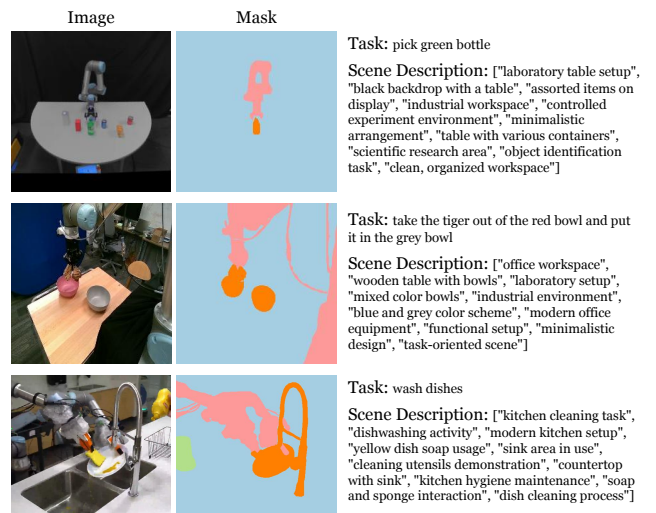 Image
Mask
Task: pick green bottle
Scene Description: ["laboratory table setup",
"black backdrop with a table", "assorted items on
display", "industrial workspace", "controlled
experiment environment", "minimalistic
arrangement", "table with various containers",
"scientific research area", "object identification
task", "clean, organized workspace"]
Task: take the tiger out of the red bowl and put
it in the grey bowl
Scene Description: ["office workspace",
"wooden table with bowls", "laboratory setup",
"mixed color bowls", "industrial environment",
"blue and grey color scheme", "modern office
equipment", "functional setup", "minimalistic
design", "task-oriented scene"]
Task: wash dishes
Scene Description: ["kitchen cleaning task",
"dishwashing activity", "modern kitchen setup",
"yellow dish soap usage", "sink area in use",
"cleaning utensils demonstration", "countertop
with sink", "kitchen hygiene maintenance", "soap
and sponge interaction", "dish cleaning process"]